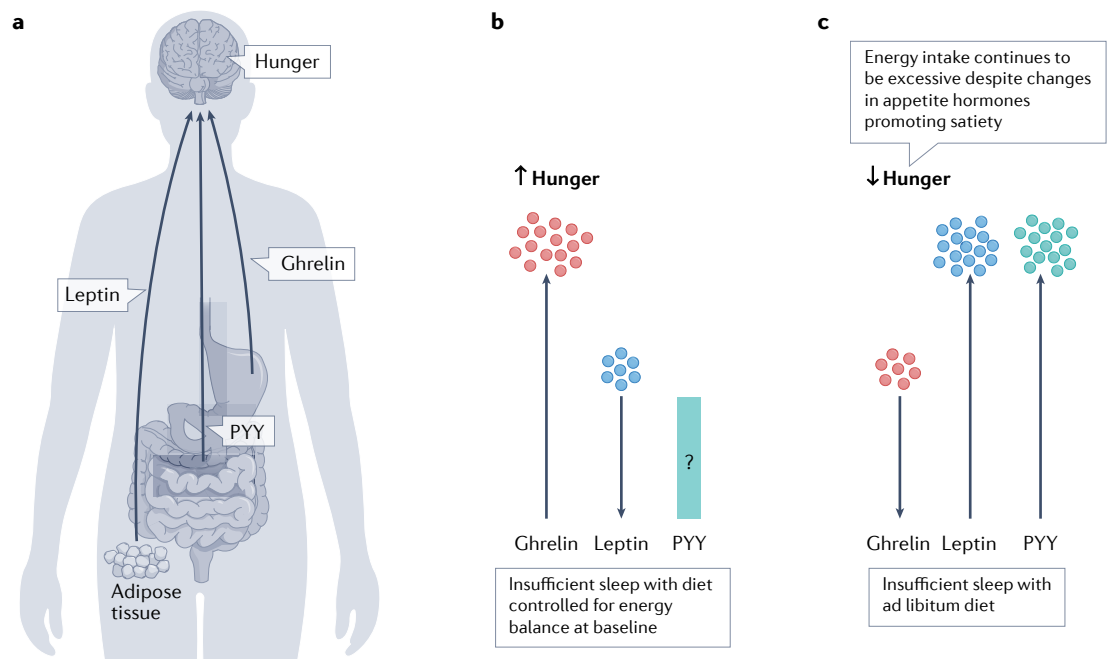 a
Hunger
Ghrelin
Leptin
PYY
Adipose
tissue
b
↑ Hunger
?
Ghrelin Leptin PYY
Insufficient sleep with diet
controlled for energy
balance at baseline
c
Energy intake continues to
be excessive despite changes
in appetite hormones
promoting satiety
↓ Hunger
Ghrelin Leptin PYY
Insufficient sleep with
ad libitum diet